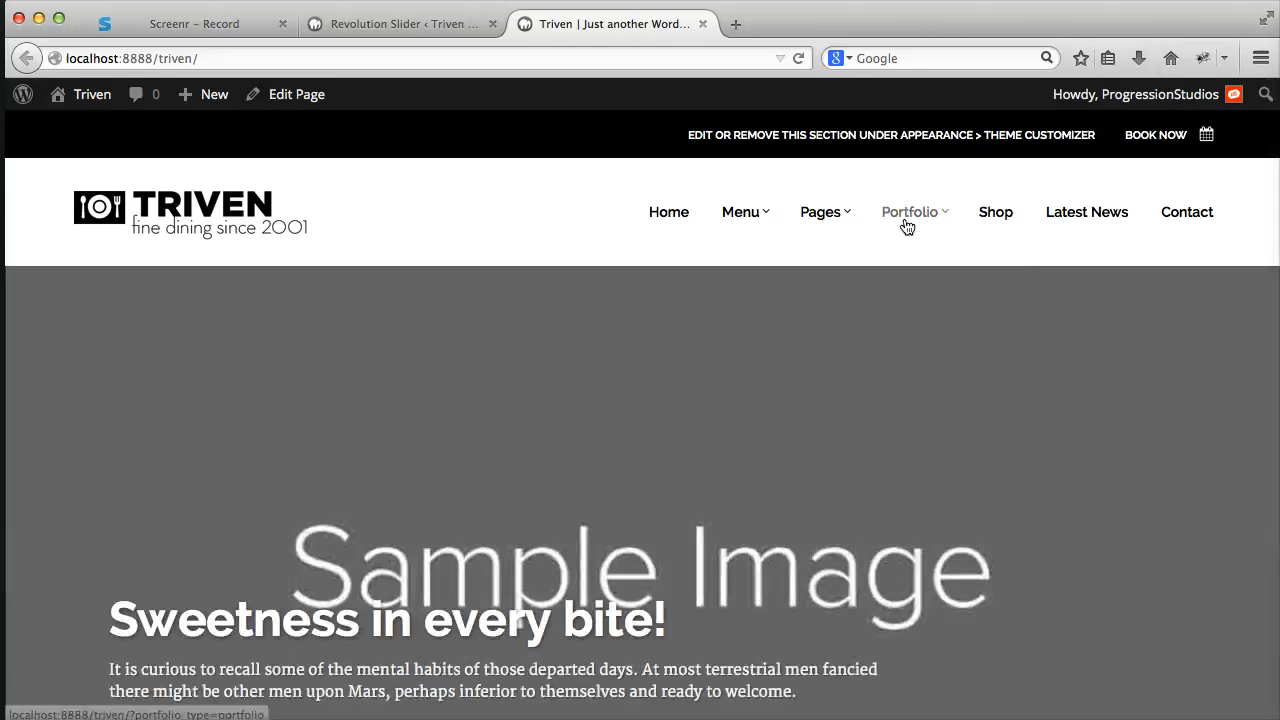 Screenr – Record
Revolution Slider ‹ Triven ...
Triven | Just another Word...
localhost:8888/triven/
Google
Triven
0
New
Edit Page
Howdy, ProgressionStudios
EDIT OR REMOVE THIS SECTION UNDER APPEARANCE > THEME CUSTOMIZER
BOOK NOW
TRIVEN
fine dining since 2001
Home
Menu
Pages
Portfolio
Shop
Latest News
Contact
Sample Image
Sweetness in every bite!
It is curious to recall some of the mental habits of those departed days. At most terrestrial men fancied
there might be other men upon Mars, perhaps inferior to themselves and ready to welcome.
localhost:8888/triven/?portfolio_type=portfolio